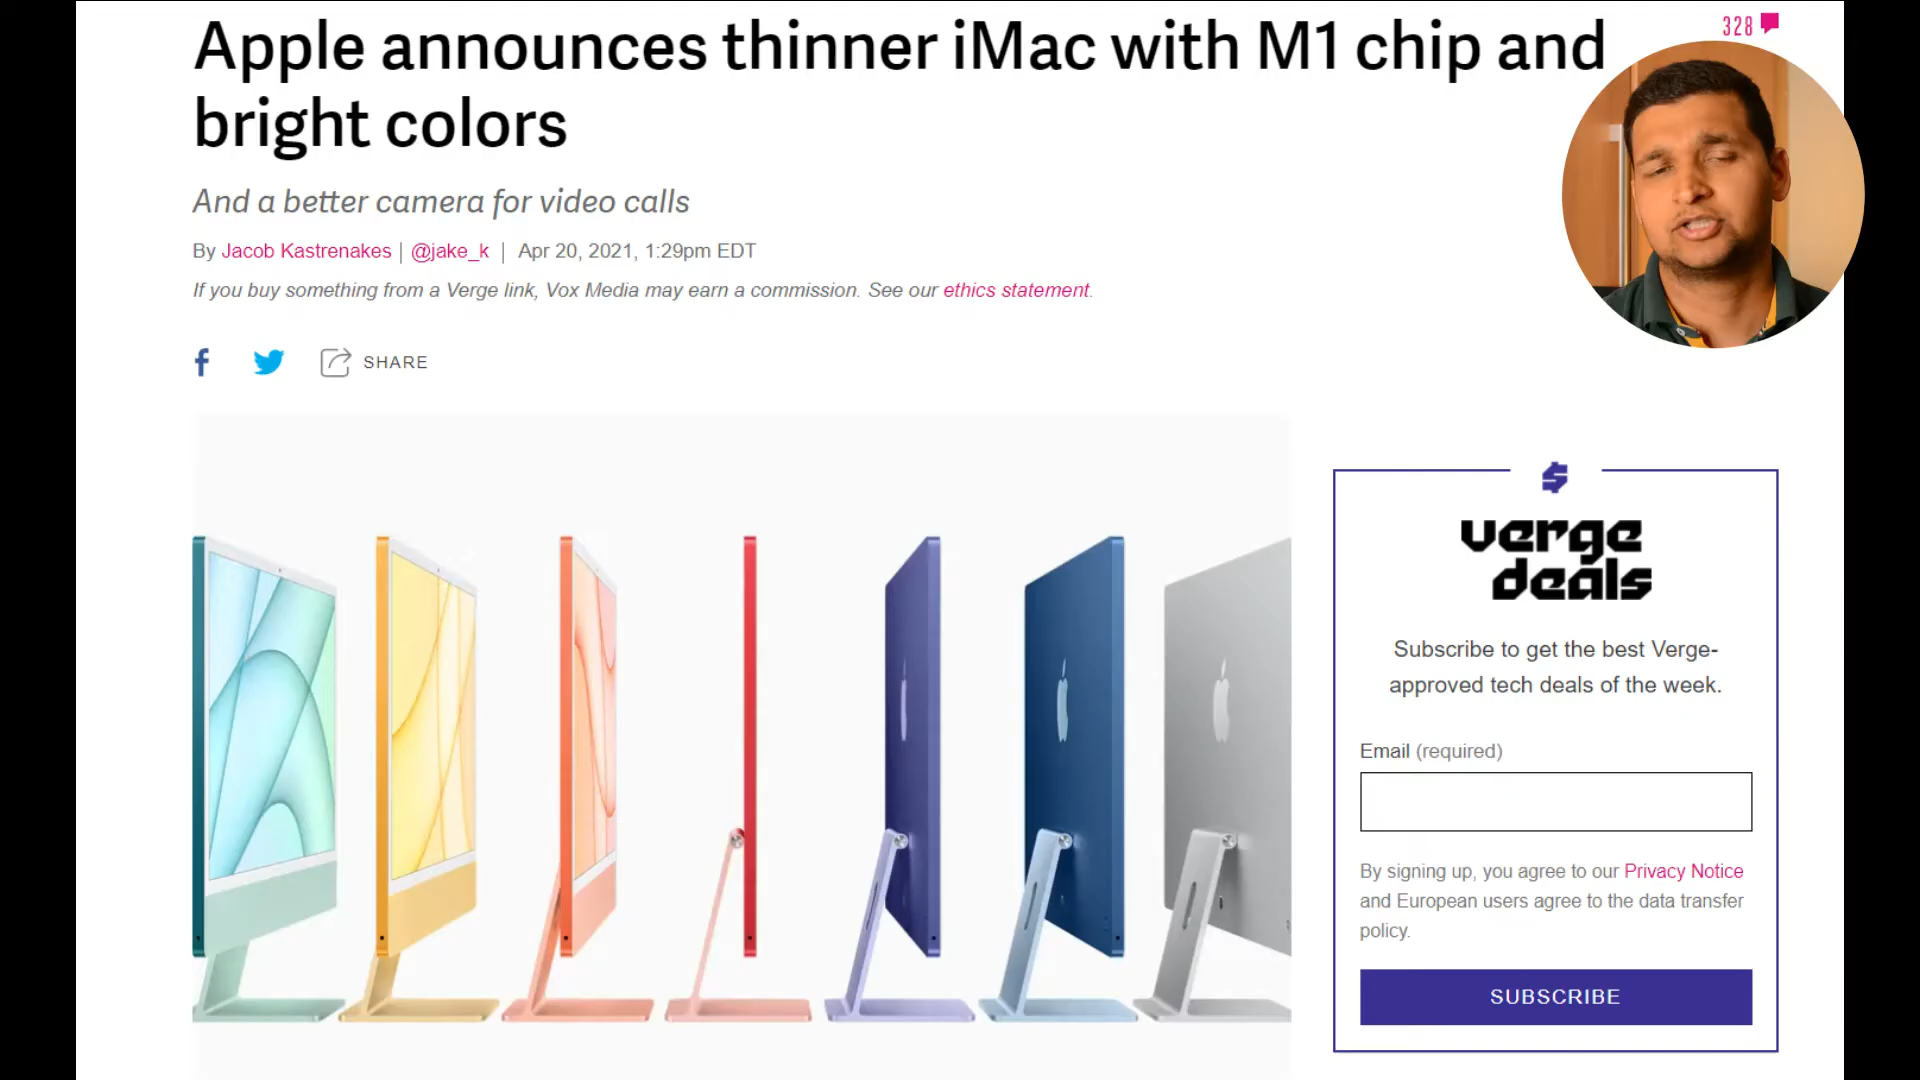 Apple announces thinner iMac with M1 chip and
bright colors
328
And a better camera for video calls
By Jacob Kastrenakes | @jake_k | Apr 20, 2021, 1:29pm EDT
If you buy something from a Verge link, Vox Media may earn a commission. See our ethics statement.
SHARE
verge
deals
Subscribe to get the best Verge-
approved tech deals of the week.
Email (required)
By signing up, you agree to our Privacy Notice
and European users agree to the data transfer
policy.
SUBSCRIBE